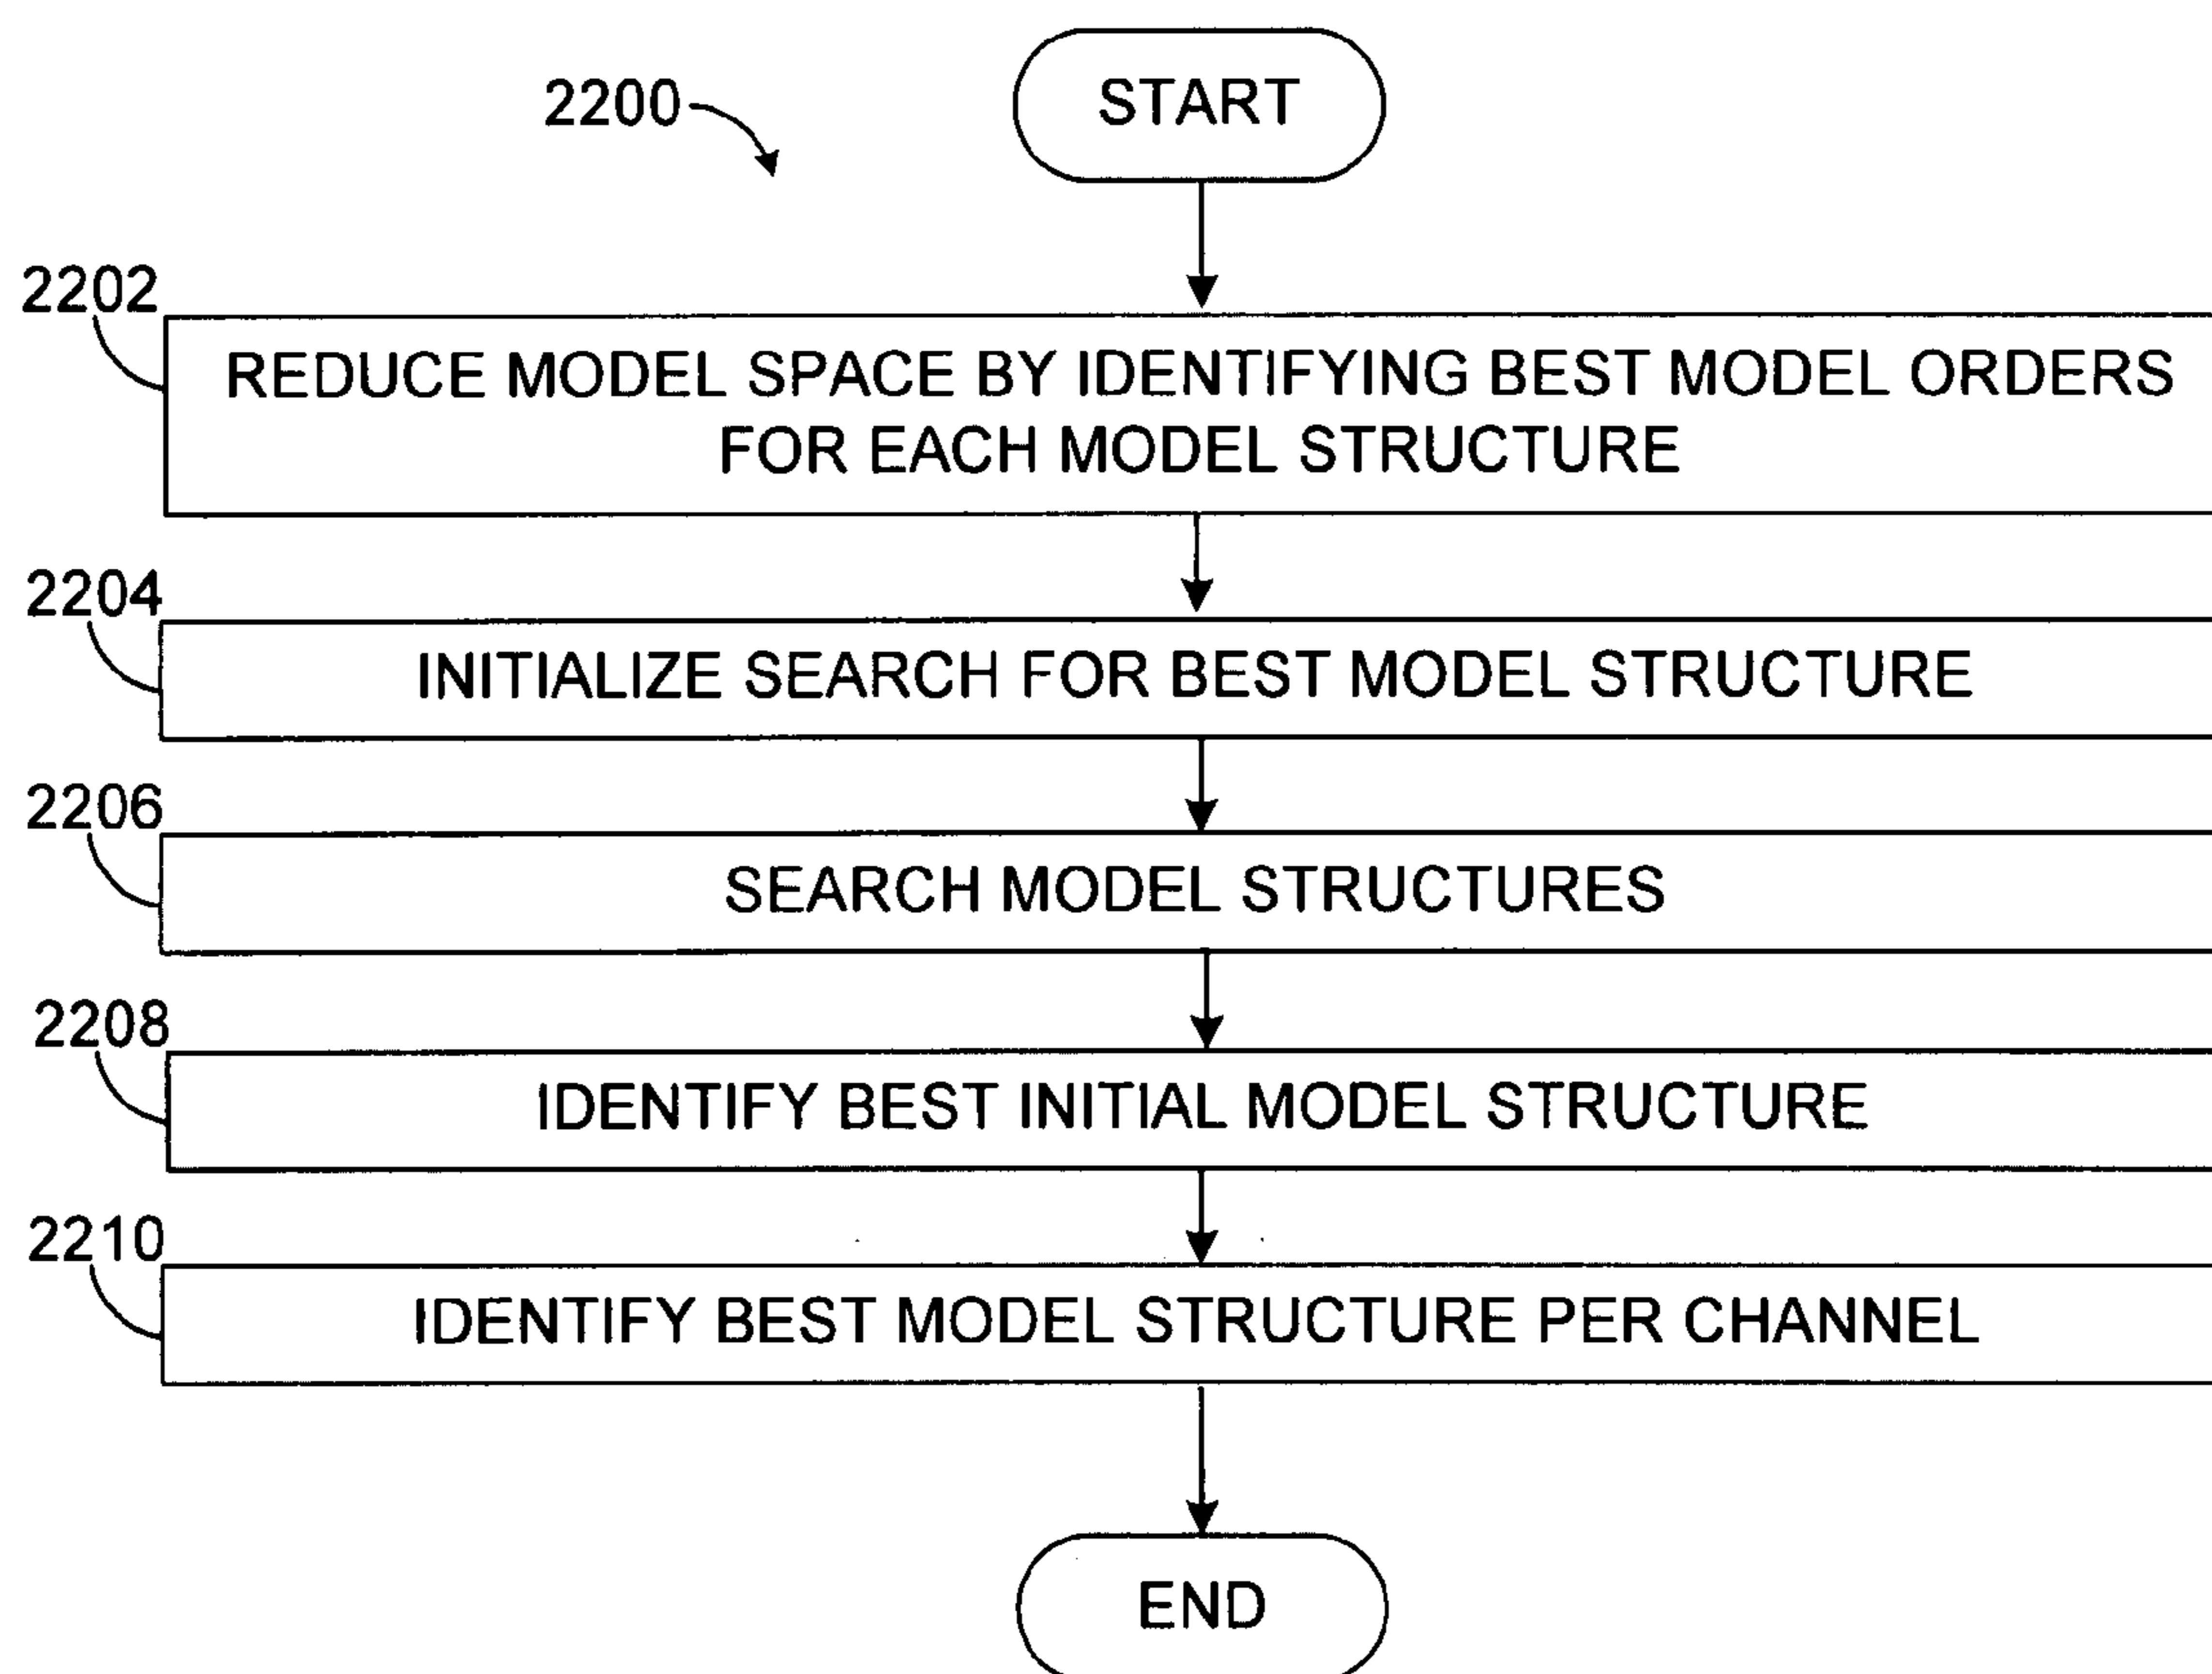 2200
START
2202
REDUCE MODEL SPACE BY IDENTIFYING BEST MODEL ORDERS
FOR EACH MODEL STRUCTURE
2204
INITIALIZE SEARCH FOR BEST MODEL STRUCTURE
2206
SEARCH MODEL STRUCTURES
2208
IDENTIFY BEST INITIAL MODEL STRUCTURE
2210
IDENTIFY BEST MODEL STRUCTURE PER CHANNEL
END